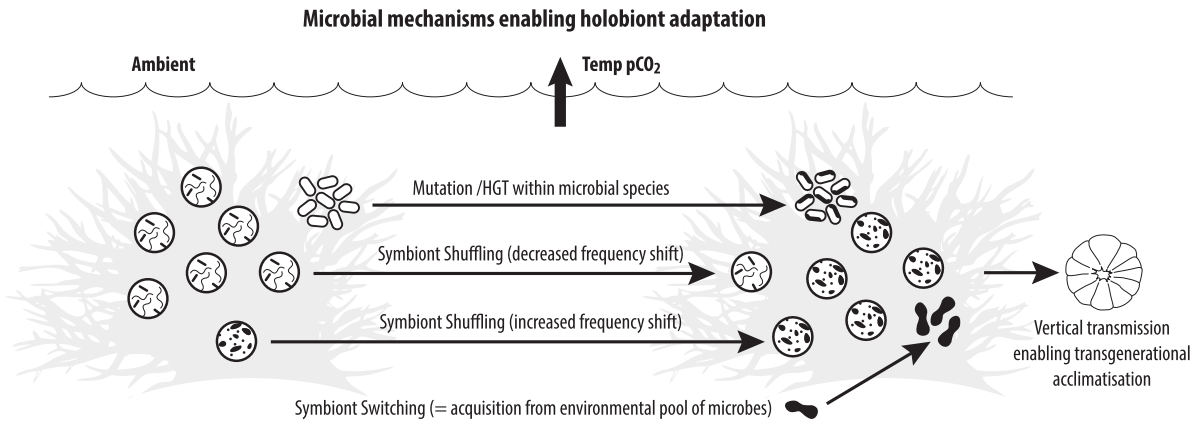 Microbial mechanisms enabling holobiont adaptation
Ambient
Temp pCO₂
Mutation /HGT within microbial species
Symbiont Shuffling (decreased frequency shift)
Symbiont Shuffling (increased frequency shift)
Symbiont Switching (= acquisition from environmental pool of microbes)
Vertical transmission
enabling transgenerational
acclimatisation